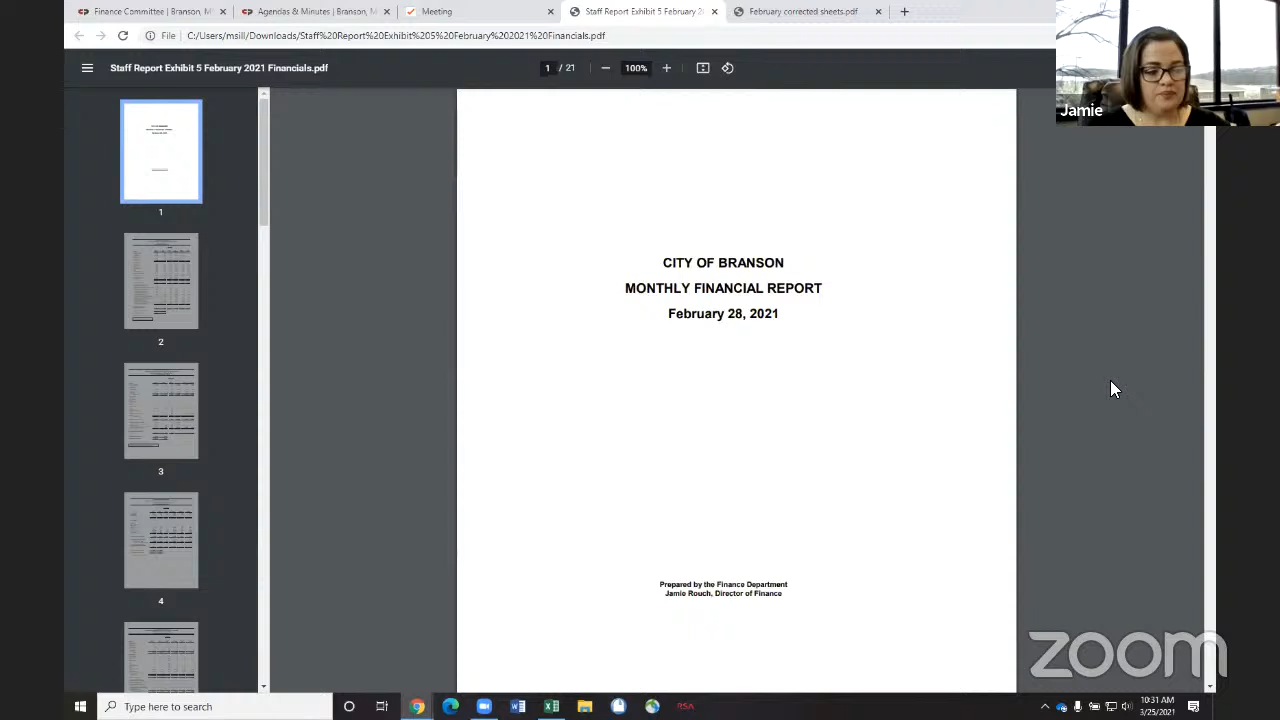 Finance Committee | Branson, M
Agendas & Minutes | Branson, M
Meeting
Staff Report Exhibit 5 February 20
February corrected sheets.pdf
File
C:/Users/msill/Downloads/Staff%20Report%20Exhibit%205%20February%202021%20Financials.pdf
Staff Report Exhibit 5 February 2021 Financials.pdf
1 / 21
100%
Jamie
1
2
3
4
CITY OF BRANSON
MONTHLY FINANCIAL REPORT
February 28, 2021
Prepared by the Finance Department
Jamie Rouch, Director of Finance
zoom
Type here to search
RSA
10:31 AM
3/25/2021